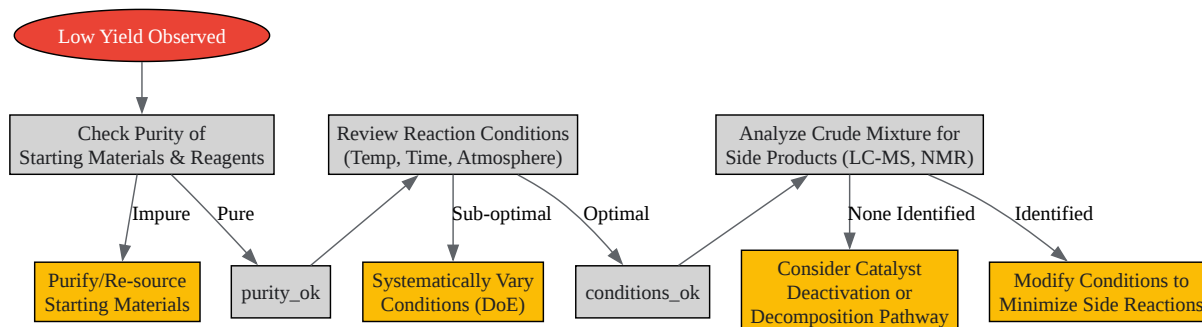 Low Yield Observed
Check Purity of
Starting Materials & Reagents
Review Reaction Conditions
(Temp, Time, Atmosphere)
Analyze Crude Mixture for
Side Products (LC-MS, NMR)
Impure
Pure
Sub-optimal
Optimal
None Identified
Identified
Purify/Re-source
Starting Materials
purity_ok
Systematically Vary
Conditions (DoE)
conditions_ok
Consider Catalyst
Deactivation or
Decomposition Pathway
Modify Conditions to
Minimize Side Reactions